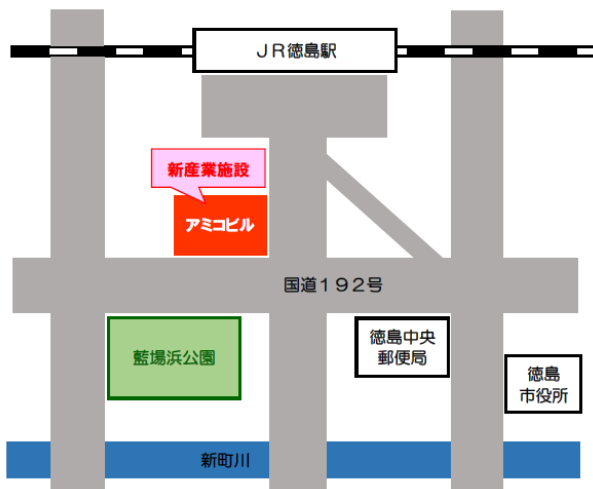 JR徳島駅
新産業施設
アミコビル
国道192号
藍場浜公園
徳島中央
郵便局
徳島
市役所
新町川